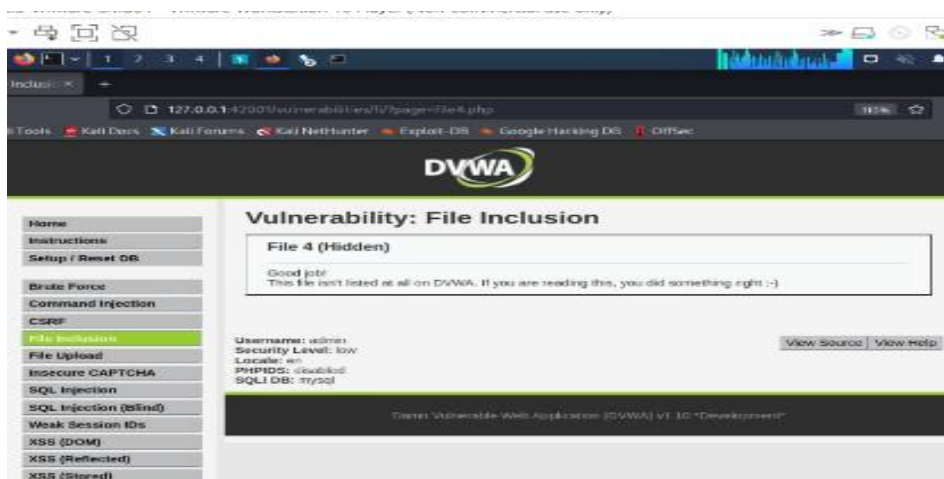 1 2 3 4
127.0.0.1:42001/vulnerabilities/fi/?page=file4.php
Tools Kali Docs Kali Forums Kali NetHunter Exploit-DB Google Hacking DB OffSec
DVWA
Vulnerability: File Inclusion
File 4 (Hidden)
Good job!
This file isn't listed at all on DVWA. If you are reading this, you did something right ;-)
Home
Instructions
Setup / Reset DB
Brute Force
Command Injection
CSRF
File Inclusion
File Upload
Insecure CAPTCHA
SQL Injection
SQL Injection (Blind)
Weak Session IDs
XSS (DOM)
XSS (Reflected)
XSS (Stored)
Username: admin
Security Level: low
Locale: en
PHPIDS: disabled
SQLi DB: mysql
View Source View Help
Damn Vulnerable Web Application (DVWA) v1.10 *Development*